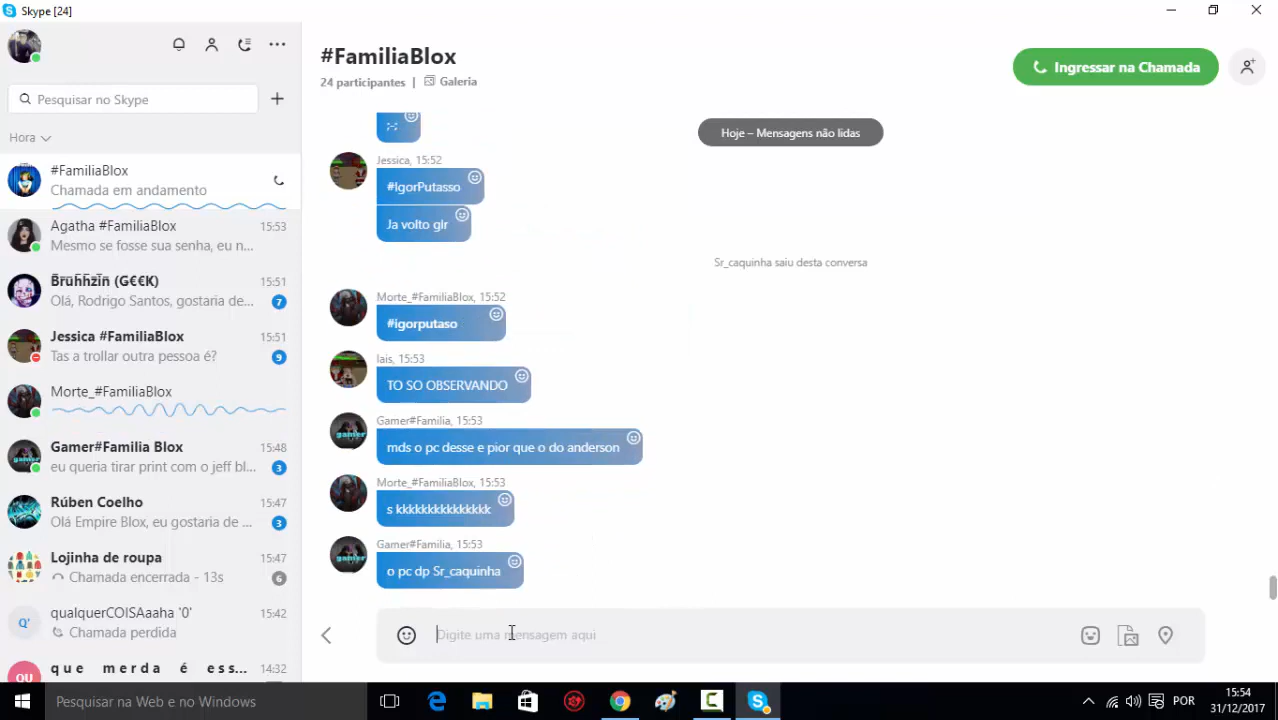 Skype [24]
Pesquisar no Skype
Hora
#FamiliaBlox
Chamada em andamento
Agatha #FamiliaBlox
15:53
Mesmo se fosse sua senha, eu n...
(G€€K)
15:51
Olá, Rodrigo Santos, gostaria de...
7
Jessica #FamiliaBlox
15:51
Tas a trollar outra pessoa é?
9
Morte_#FamiliaBlox
Gamer#Familia Blox
15:48
eu queria tirar print com o jeff bl...
3
Rúben Coelho
15:47
Olá Empire Blox, eu gostaria de ...
3
Lojinha de roupa
15:47
Chamada encerrada - 13s
6
Q'
qualquerCOISAaaha '0'
15:42
Chamada perdida
QU
q u e m e r d a é e s s...
14:32
#FamiliaBlox
24 participantes | Galeria
Ingressar na Chamada
Hoje – Mensagens não lidas
Jessica, 15:52
#IgorPutasso
Ja volto glr
Sr_caquinha saiu desta conversa
Morte_#FamiliaBlox, 15:52
#igorputaso
lais, 15:53
TO SO OBSERVANDO
Gamer#Familia, 15:53
gamer
mds o pc desse e pior que o do anderson
Morte_#FamiliaBlox, 15:53
s kkkkkkkkkkkkkkk
Gamer#Familia, 15:53
gamer
o pc dp Sr_caquinha
Digite uma mensagem aqui
Pesquisar na Web e no Windows
POR
15:54
31/12/2017